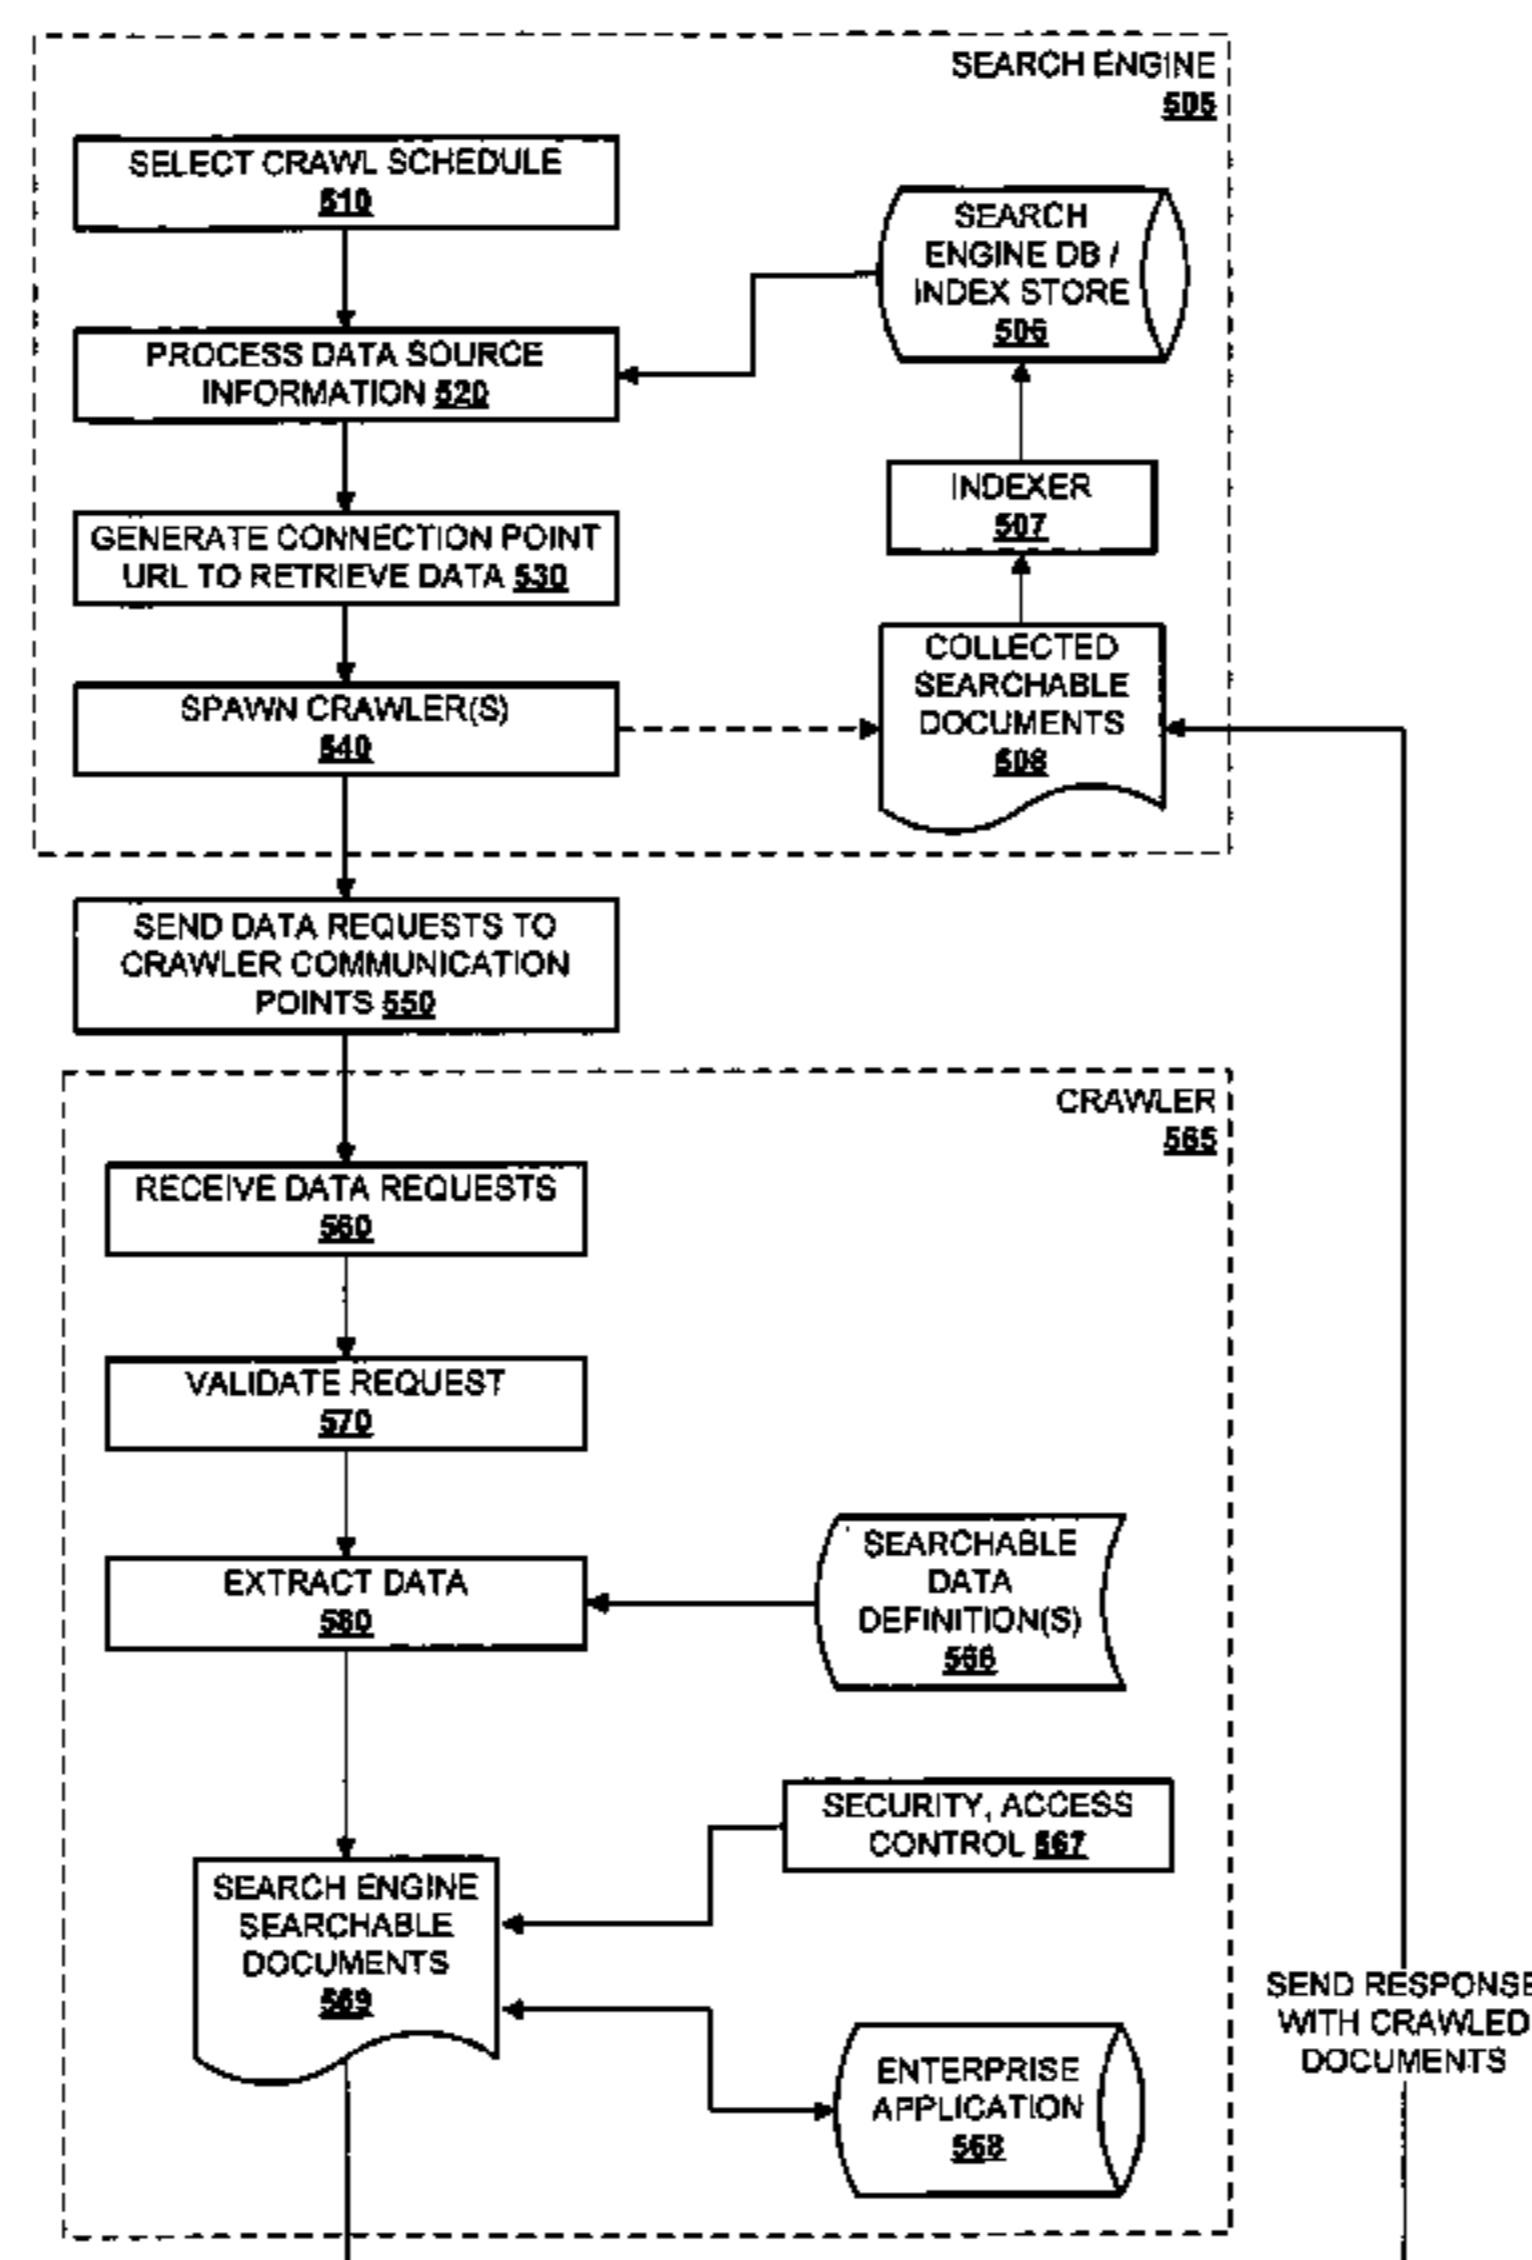 SEARCH ENGINE
505
SELECT CRAWL SCHEDULE
510
SEARCH
ENGINE DB /
INDEX STORE
506
PROCESS DATA SOURCE
INFORMATION 520
INDEXER
507
GENERATE CONNECTION POINT
URL TO RETRIEVE DATA 530
COLLECTED
SEARCHABLE
DOCUMENTS
508
SPAWN CRAWLER(S)
540
SEND DATA REQUESTS TO
CRAWLER COMMUNICATION
POINTS 550
CRAWLER
565
RECEIVE DATA REQUESTS
560
VALIDATE REQUEST
570
EXTRACT DATA
580
SEARCHABLE
DATA
DEFINITION(S)
566
SECURITY, ACCESS
CONTROL 567
SEARCH ENGINE
SEARCHABLE
DOCUMENTS
569
ENTERPRISE
APPLICATION
568
SEND RESPONSE
WITH CRAWLED
DOCUMENTS